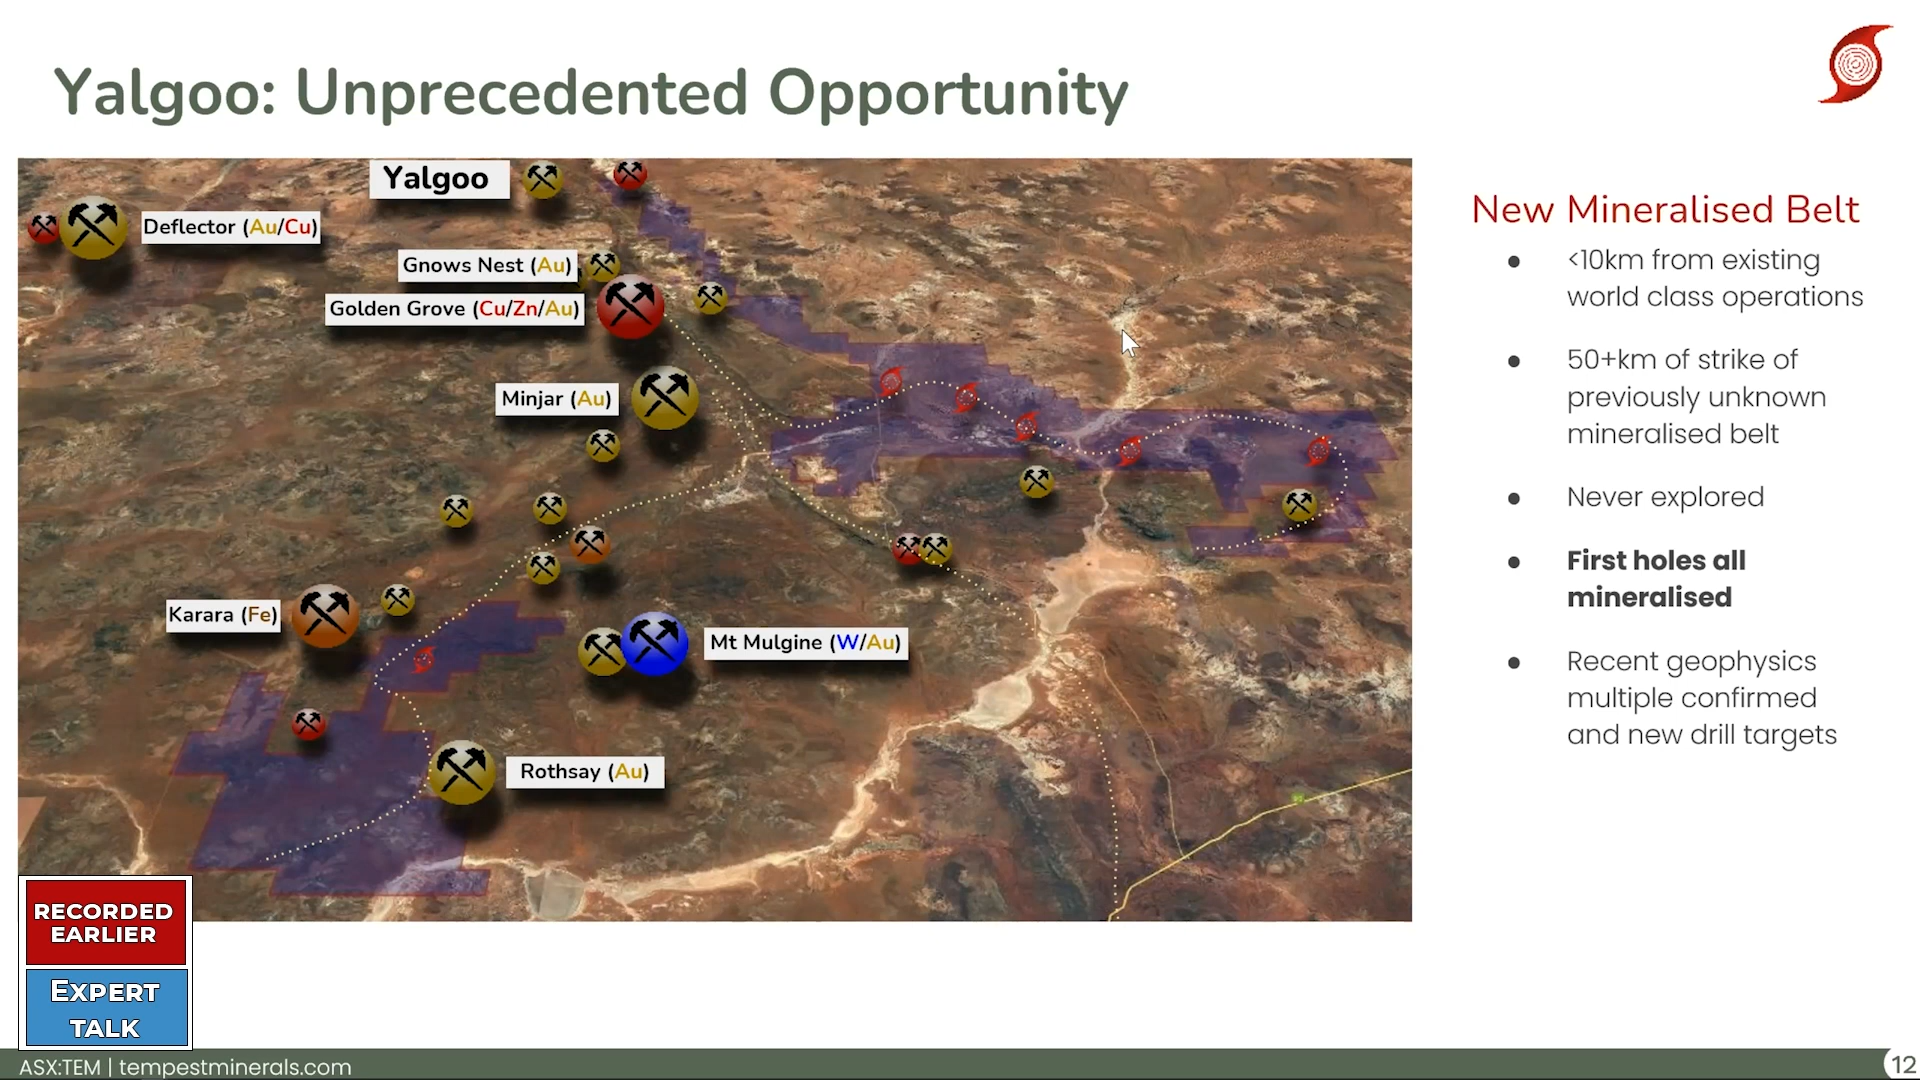 Yalgoo: Unprecedented Opportunity
Yalgoo
Deflector (Au/Cu)
Gnows Nest (Au)
Golden Grove (Cu/Zn/Au)
Minjar (Au)
Karara (Fe)
Mt Mulgine (W/Au)
Rothsay (Au)
New Mineralised Belt
● <10km from existing
world class operations
● 50+km of strike of
previously unknown
mineralised belt
● Never explored
● First holes all
mineralised
● Recent geophysics
multiple confirmed
and new drill targets
RECORDED
EARLIER
EXPERT
TALK
ASX:TEM | tempestminerals.com
12